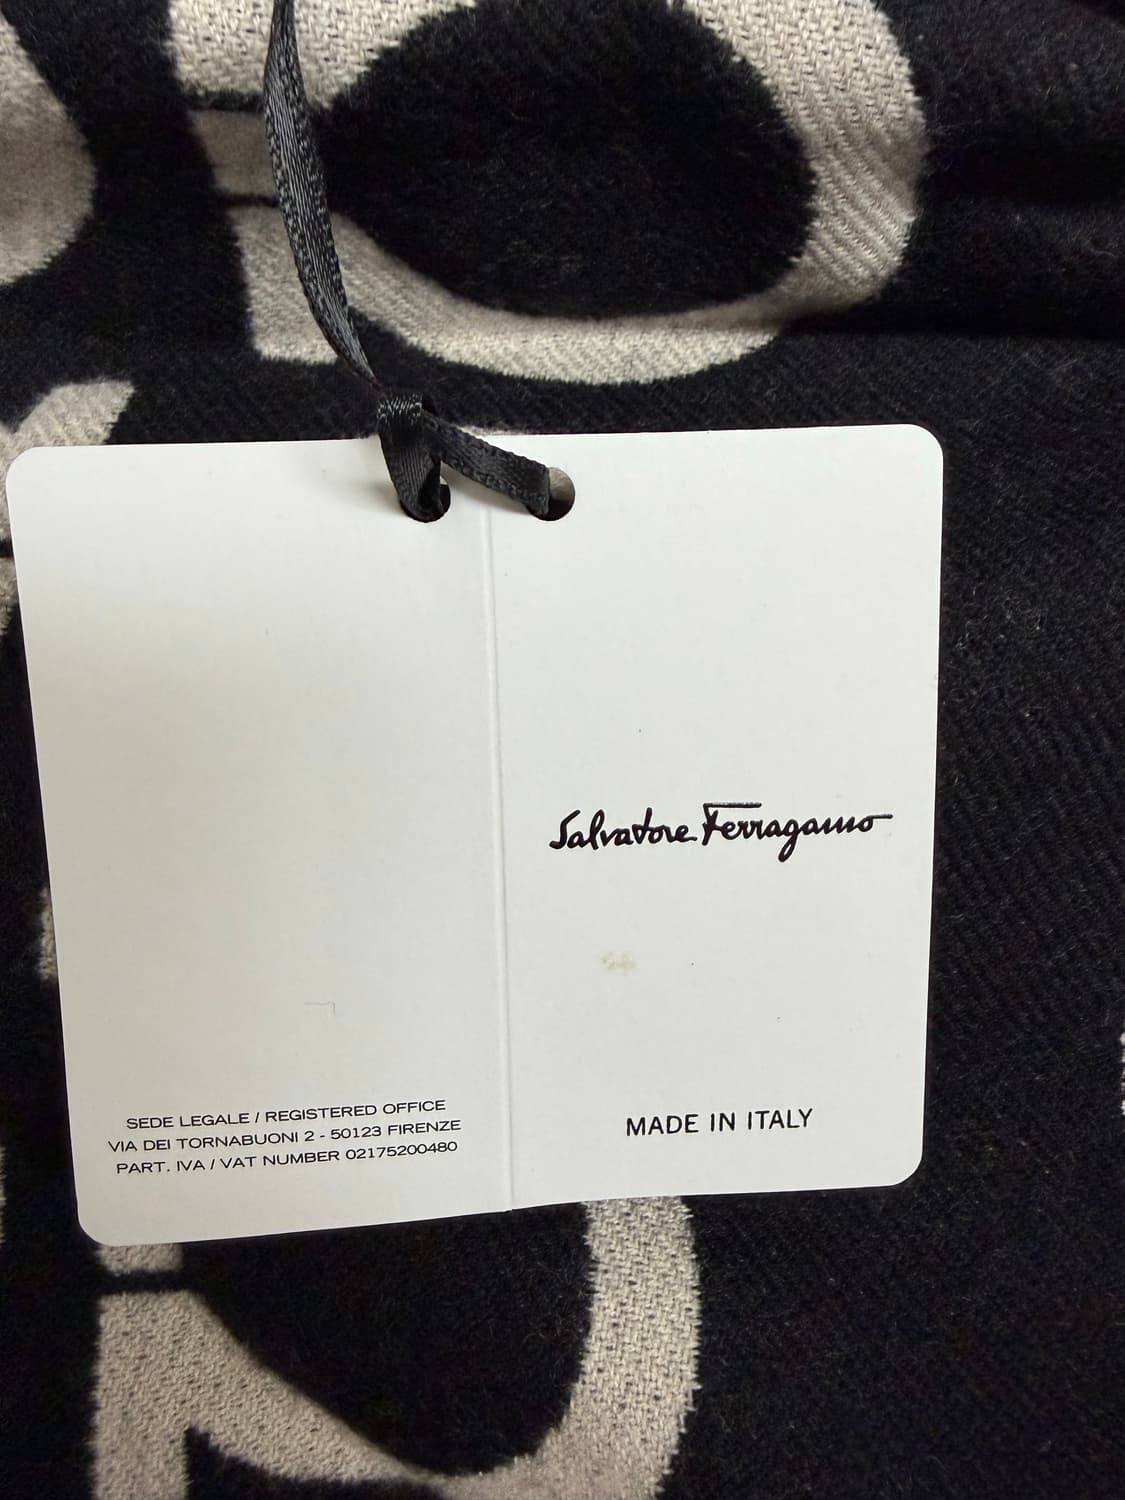 SEDE LEGALE / REGISTERED OFFICE
VIA DEI TORNABUONI 2 - 50123 FIRENZE
PART. IVA / VAT NUMBER 02175200480
Salvatore Ferragamo
MADE IN ITALY